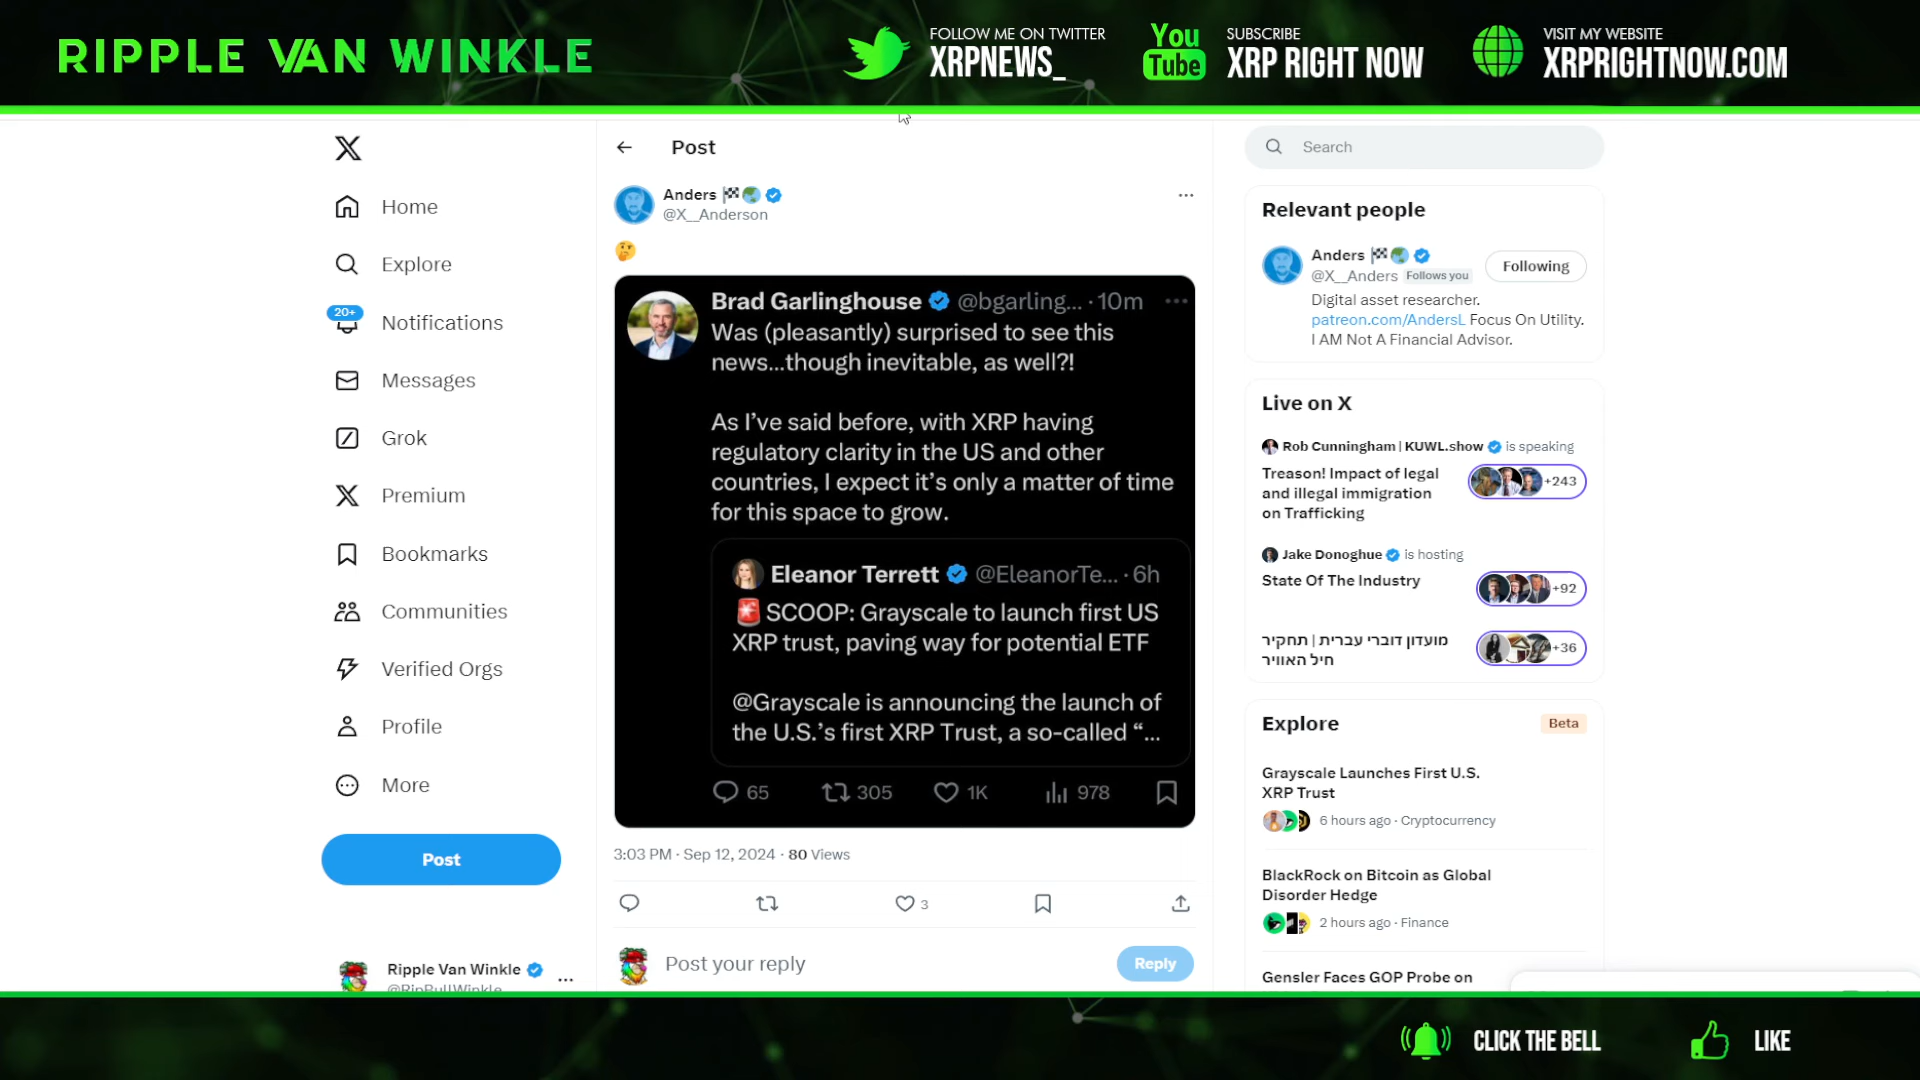 RIPPLE VAN WINKLE
FOLLOW ME ON TWITTER
XRPNEWS_
You
Tube
SUBSCRIBE
XRP RIGHT NOW
VISIT MY WEBSITE
XRPRIGHTNOW.COM
Home
Explore
20+
Notifications
Messages
Grok
Premium
Bookmarks
Communities
Verified Orgs
Profile
More
Post
Ripple Van Winkle
@RipBullWinkle
Post
Anders
@X__Anderson
Brad Garlinghouse @bgarling... · 10m
Was (pleasantly) surprised to see this
news...though inevitable, as well?!
As I've said before, with XRP having
regulatory clarity in the US and other
countries, I expect it's only a matter of time
for this space to grow.
Eleanor Terrett @EleanorTe... · 6h
SCOOP: Grayscale to launch first US
XRP trust, paving way for potential ETF
@Grayscale is announcing the launch of
the U.S.'s first XRP Trust, a so-called “...
65 305 1K 978
3:03 PM · Sep 12, 2024 · 80 Views
3
Post your reply
Reply
Search
Relevant people
Anders
@X__Anders Follows you
Following
Digital asset researcher.
patreon.com/AndersL Focus On Utility.
I AM Not A Financial Advisor.
Live on X
Rob Cunningham | KUWL.show is speaking
Treason! Impact of legal
and illegal immigration
on Trafficking
+243
Jake Donoghue is hosting
State Of The Industry
+92
מועדון דוברי עברית | תחקיר
חיל האוויר
+36
Explore
Beta
Grayscale Launches First U.S.
XRP Trust
6 hours ago · Cryptocurrency
BlackRock on Bitcoin as Global
Disorder Hedge
2 hours ago · Finance
Gensler Faces GOP Probe on
CLICK THE BELL
LIKE